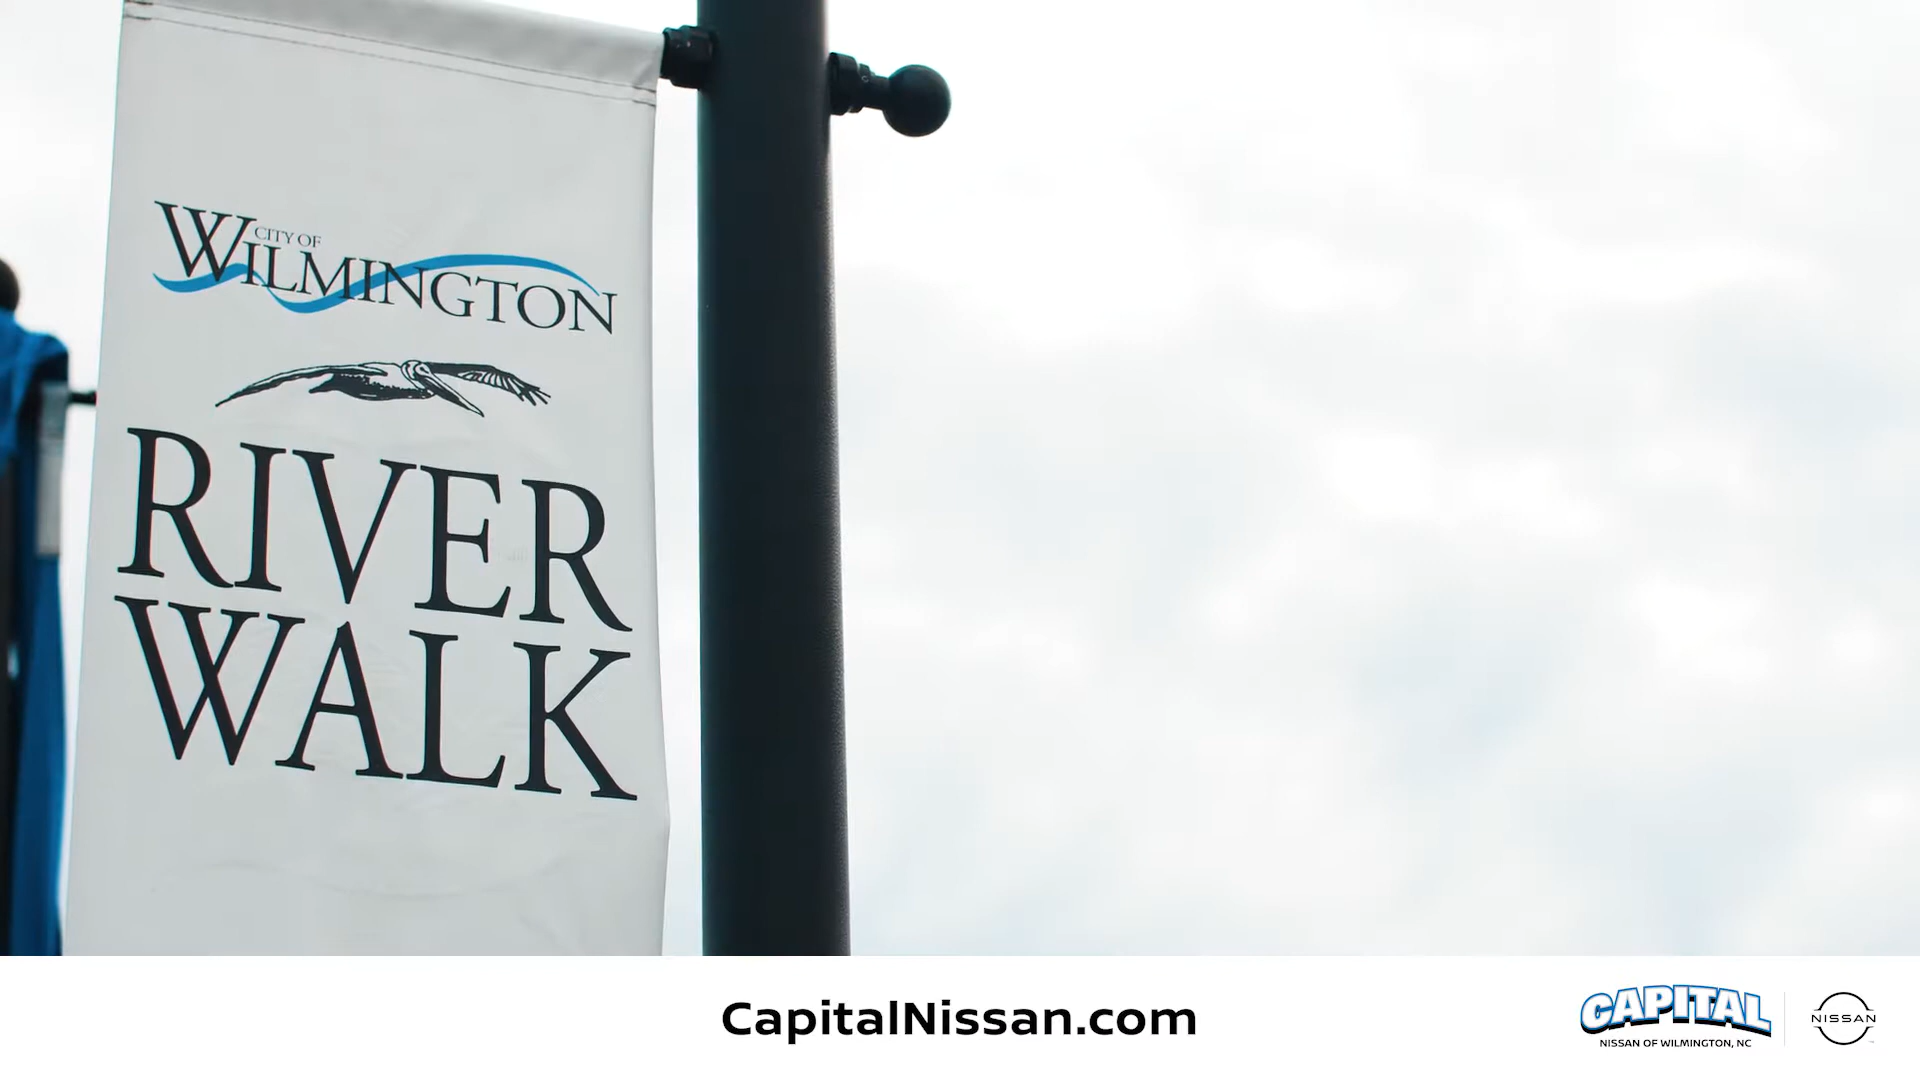 CITY OF
WILMINGTON
RIVER
WALK
CapitalNissan.com
CAPITAL
NISSAN OF WILMINGTON, NC
NISSAN